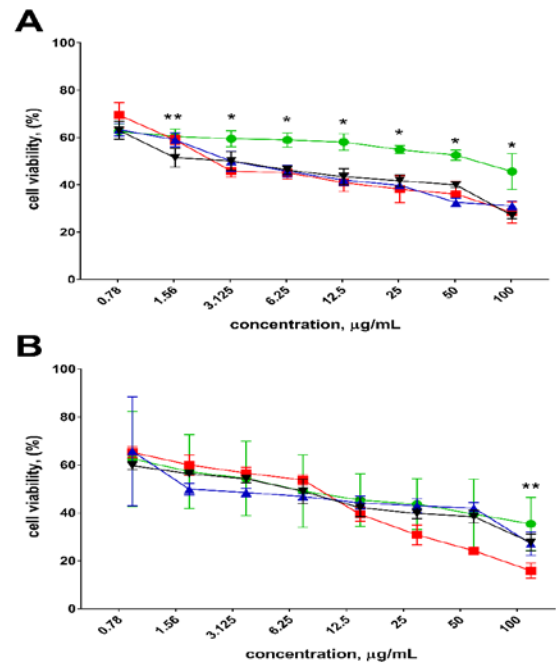 A
100
80
60
40
20
0
cell viability, (%)
** * * * * * *
0.78 1.56 3.125 6.25 12.5 25 50 100
concentration, μg/mL
B
100
80
60
40
20
0
cell viability, (%)
**
0.78 1.56 3.125 6.25 12.5 25 50 100
concentration, μg/mL